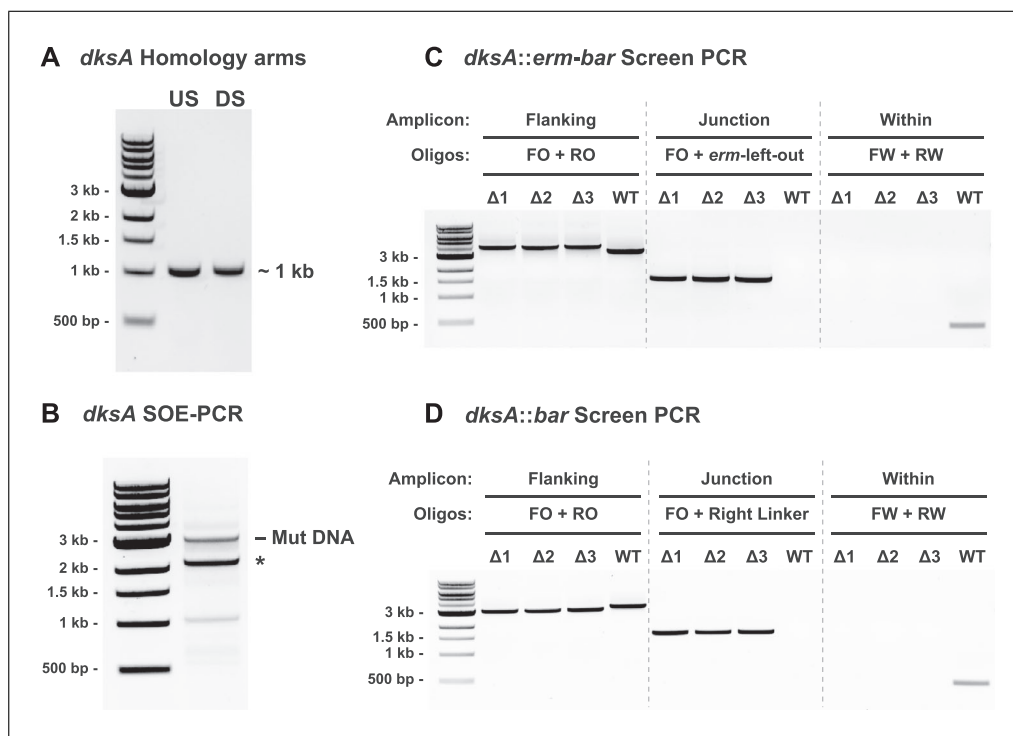 A dksA Homology arms
US DS
3 kb -
2 kb -
1.5 kb -
1 kb -
~ 1 kb
500 bp -
B dksA SOE-PCR
3 kb -
– Mut DNA
2 kb -
*
1.5 kb -
1 kb -
500 bp -
C dksA::erm-bar Screen PCR
Amplicon: Flanking Junction Within
Oligos: FO + RO FO + erm-left-out FW + RW
Δ1 Δ2 Δ3 WT Δ1 Δ2 Δ3 WT Δ1 Δ2 Δ3 WT
3 kb -
1.5 kb -
1 kb -
500 bp -
D dksA::bar Screen PCR
Amplicon: Flanking Junction Within
Oligos: FO + RO FO + Right Linker FW + RW
Δ1 Δ2 Δ3 WT Δ1 Δ2 Δ3 WT Δ1 Δ2 Δ3 WT
3 kb -
1.5 kb -
1 kb -
500 bp -